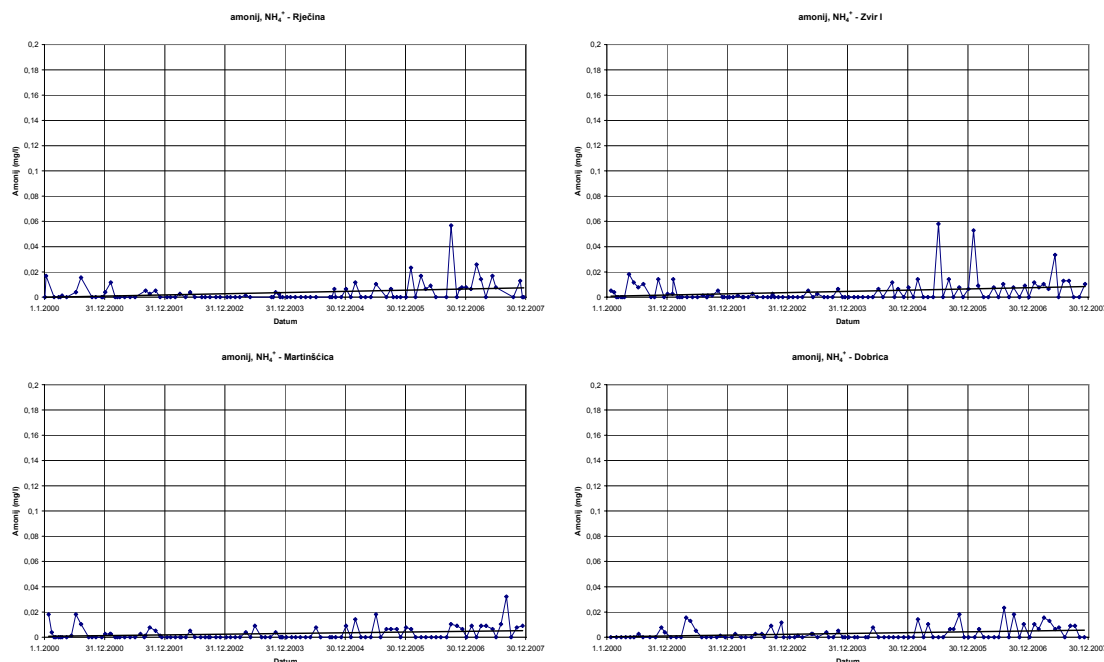 amonij, NH₄⁺ - Rječina
0,2
0,18
0,16
0,14
0,12
0,1
0,08
0,06
0,04
0,02
0
Amonij (mg/l)
1.1.2000 31.12.2000 31.12.2001 31.12.2002 31.12.2003 30.12.2004 30.12.2005 30.12.2006 30.12.2007
Datum
amonij, NH₄⁺ - Zvir I
0,2
0,18
0,16
0,14
0,12
0,1
0,08
0,06
0,04
0,02
0
Amonij (mg/l)
1.1.2000 31.12.2000 31.12.2001 31.12.2002 31.12.2003 30.12.2004 30.12.2005 30.12.2006 30.12.2007
Datum
amonij, NH₄⁺ - Martinšćica
0,2
0,18
0,16
0,14
0,12
0,1
0,08
0,06
0,04
0,02
0
Amonij (mg/l)
1.1.2000 31.12.2000 31.12.2001 31.12.2002 31.12.2003 30.12.2004 30.12.2005 30.12.2006 30.12.2007
Datum
amonij, NH₄⁺ - Dobrica
0,2
0,18
0,16
0,14
0,12
0,1
0,08
0,06
0,04
0,02
0
Amonij (mg/l)
1.1.2000 31.12.2000 31.12.2001 31.12.2002 31.12.2003 30.12.2004 30.12.2005 30.12.2006 30.12.2007
Datum